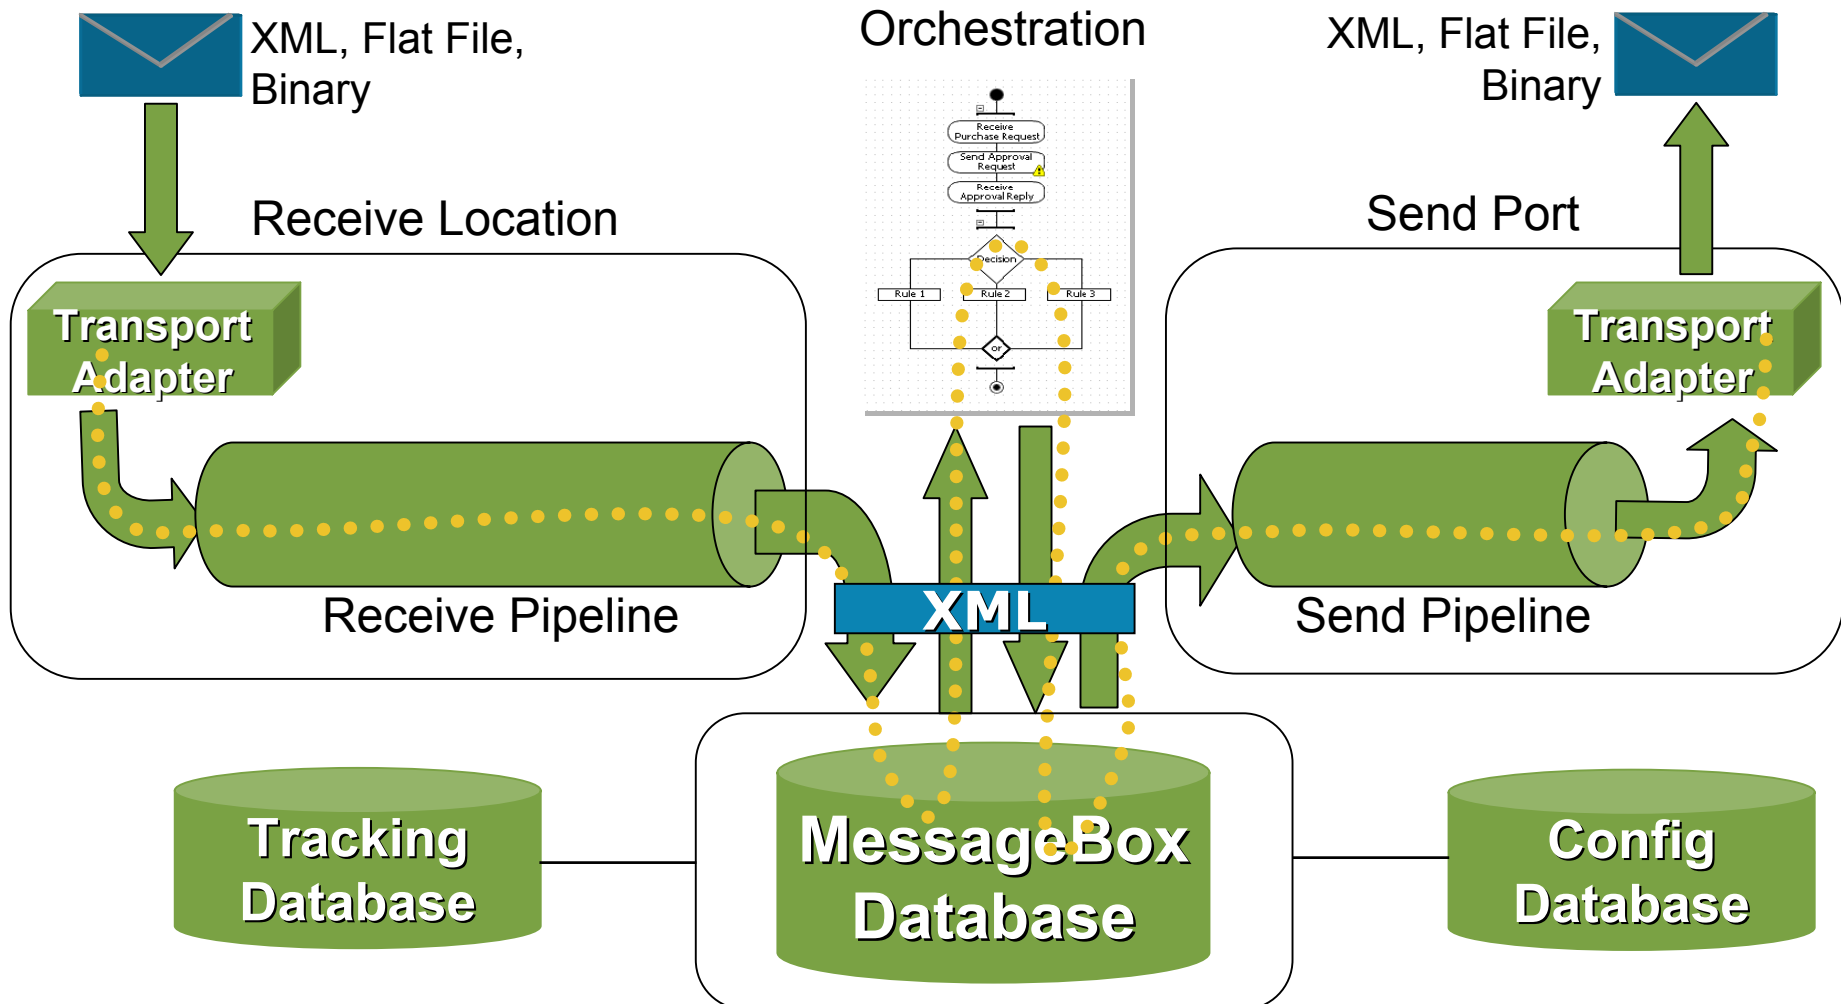 XML, Flat File,
Binary
Orchestration
XML, Flat File,
Binary
Receive
Purchase Request
Send Approval
Request
Receive
Approval Reply
Decision
Rule 1
Rule 2
Rule 3
or
Receive Location
Send Port
Transport
Adapter
Transport
Adapter
Receive Pipeline
XML
Send Pipeline
Tracking
Database
MessageBox
Database
Config
Database